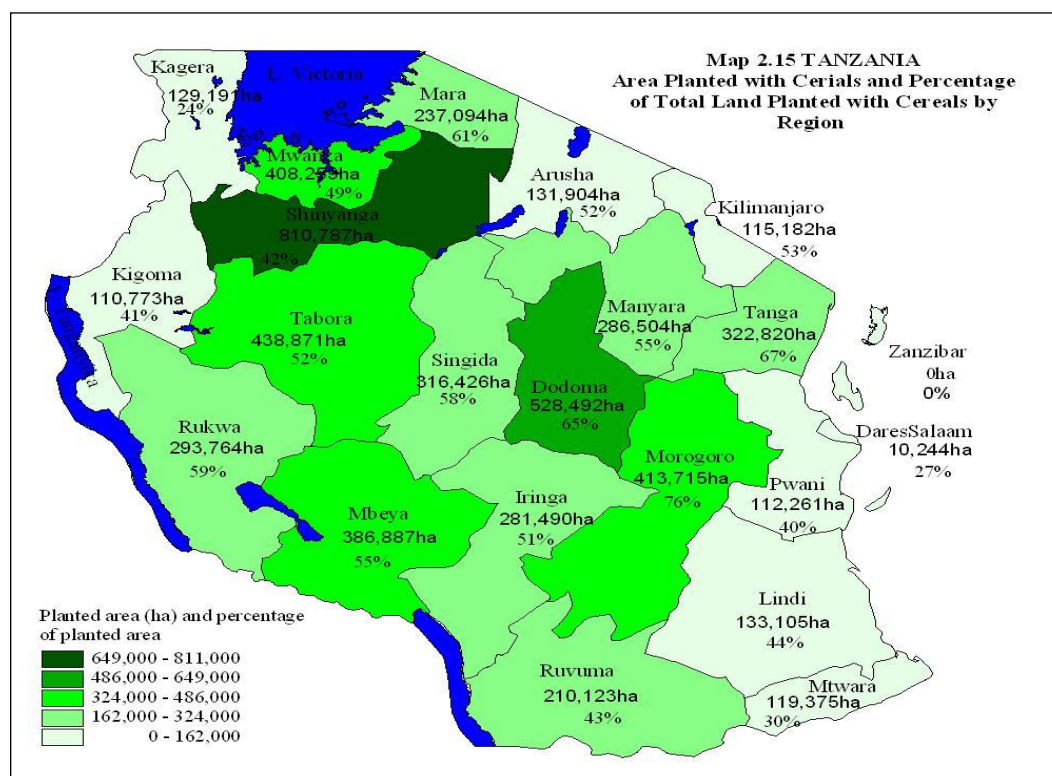 Map 2.15 TANZANIA
Area Planted with Cerials and Percentage
of Total Land Planted with Cereals by
Region
Kagera
129,191ha
24%
L. Victoria
Mara
237,094ha
61%
Mwanza
408,259ha
49%
Arusha
131,904ha
52%
Shinyanga
810,787ha
42%
Kilimanjaro
115,182ha
53%
Kigoma
110,773ha
41%
Tabora
438,871ha
52%
Singida
316,426ha
58%
Manyara
286,504ha
55%
Tanga
322,820ha
67%
Zanzibar
0ha
0%
Dodoma
528,492ha
65%
Rukwa
293,764ha
59%
DaresSalaam
10,244ha
27%
Morogoro
413,715ha
76%
Pwani
112,261ha
40%
Mbeya
386,887ha
55%
Iringa
281,490ha
51%
Lindi
133,105ha
44%
Ruvuma
210,123ha
43%
Mtwara
119,375ha
30%
Planted area (ha) and percentage
of planted area
649,000 - 811,000
486,000 - 649,000
324,000 - 486,000
162,000 - 324,000
0 - 162,000